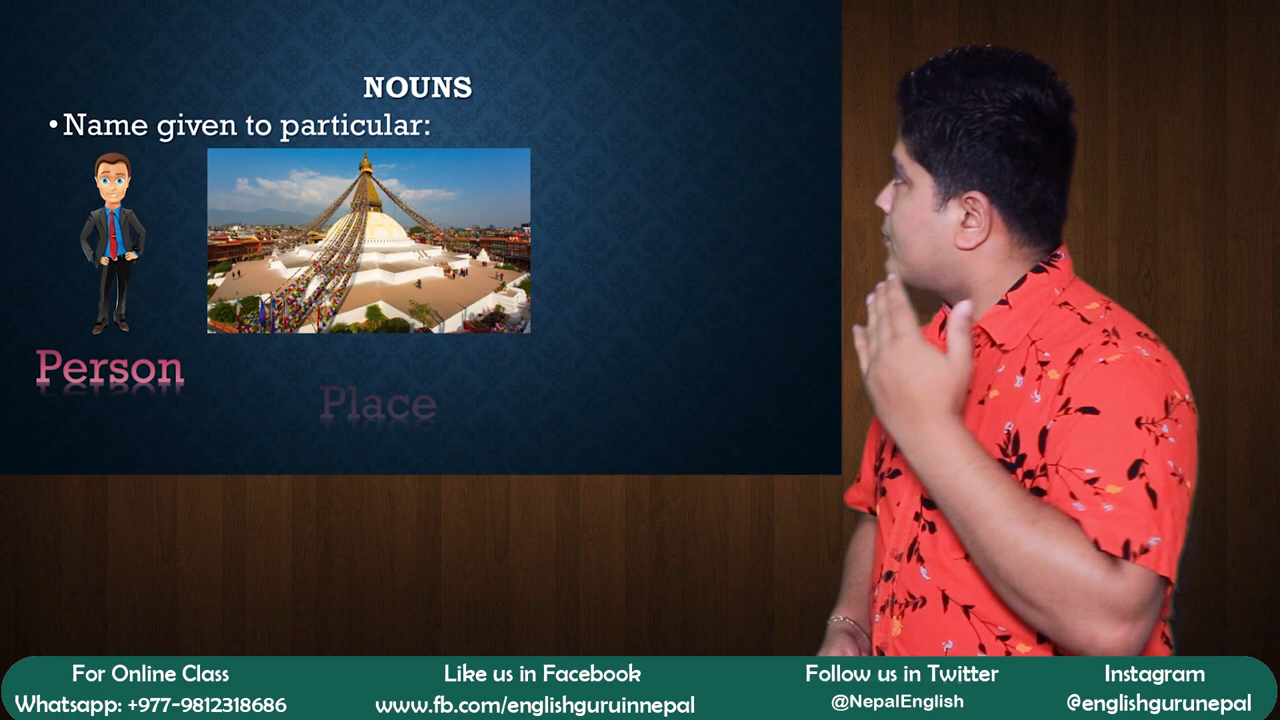 NOUNS
• Name given to particular:
Person
Place
For Online Class
Whatsapp: +977-9812318686
Like us in Facebook
www.fb.com/englishguruinnepal
Follow us in Twitter
@NepalEnglish
Instagram
@englishgurunepal